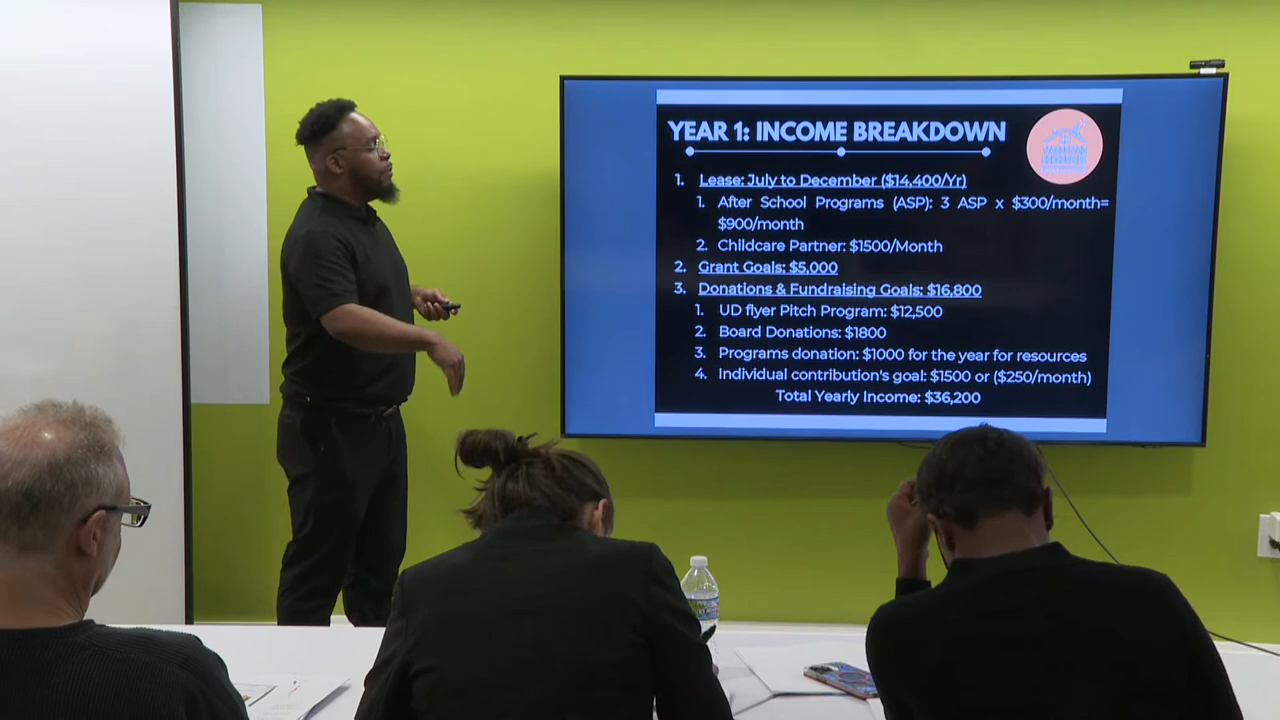 YEAR 1: INCOME BREAKDOWN
1. Lease: July to December ($14,400/Yr)
1. After School Programs (ASP): 3 ASP x $300/month=
$900/month
2. Childcare Partner: $1500/Month
2. Grant Goals: $5,000
3. Donations & Fundraising Goals: $16,800
1. UD flyer Pitch Program: $12,500
2. Board Donations: $1800
3. Programs donation: $1000 for the year for resources
4. Individual contribution's goal: $1500 or ($250/month)
Total Yearly Income: $36,200